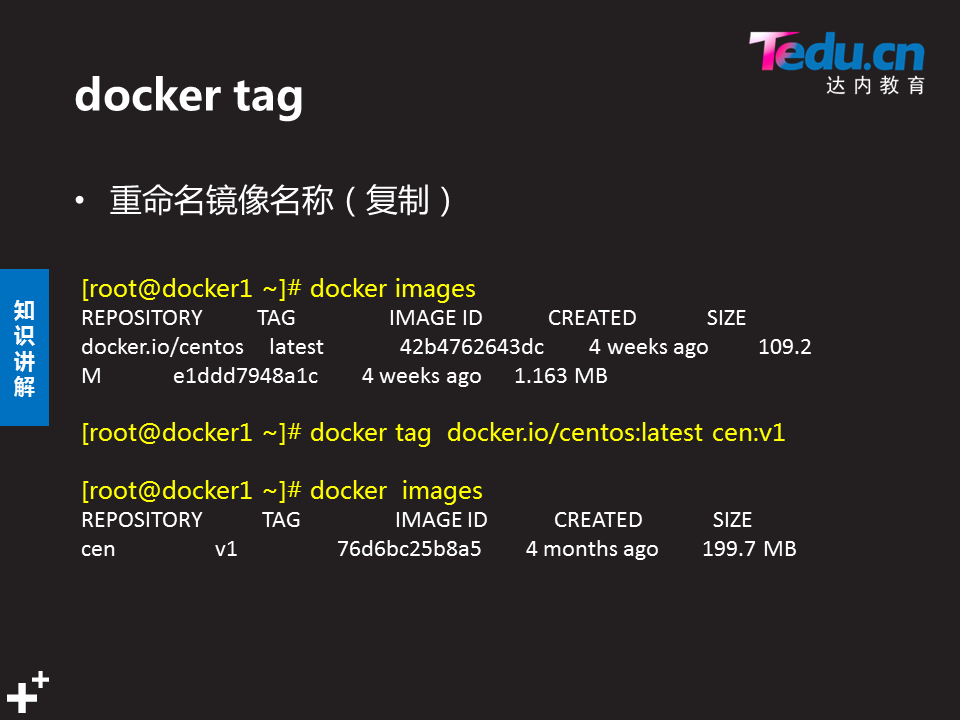 Tedu.cn
达内教育
docker tag
• 重命名镜像名称（复制）
[root@docker1 ~]# docker images
REPOSITORY TAG IMAGE ID CREATED SIZE
docker.io/centos latest 42b4762643dc 4 weeks ago 109.2
M e1ddd7948a1c 4 weeks ago 1.163 MB
知识讲解
[root@docker1 ~]# docker tag docker.io/centos:latest cen:v1
[root@docker1 ~]# docker images
REPOSITORY TAG IMAGE ID CREATED SIZE
cen v1 76d6bc25b8a5 4 months ago 199.7 MB